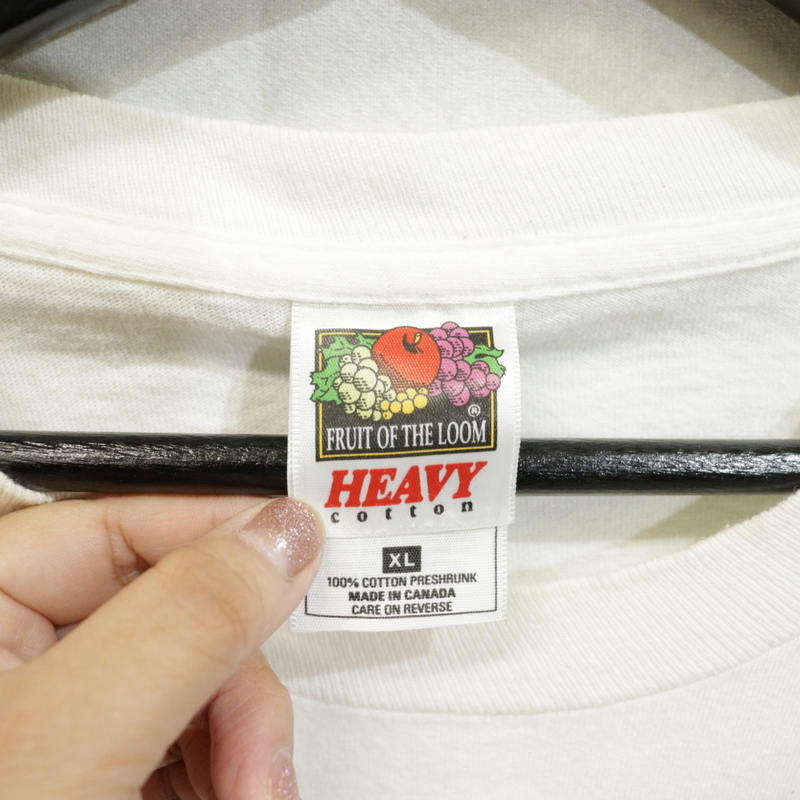 ®
FRUIT OF THE LOOM
HEAVY
cotton
XL
100% COTTON PRESHRUNK
MADE IN CANADA
CARE ON REVERSE